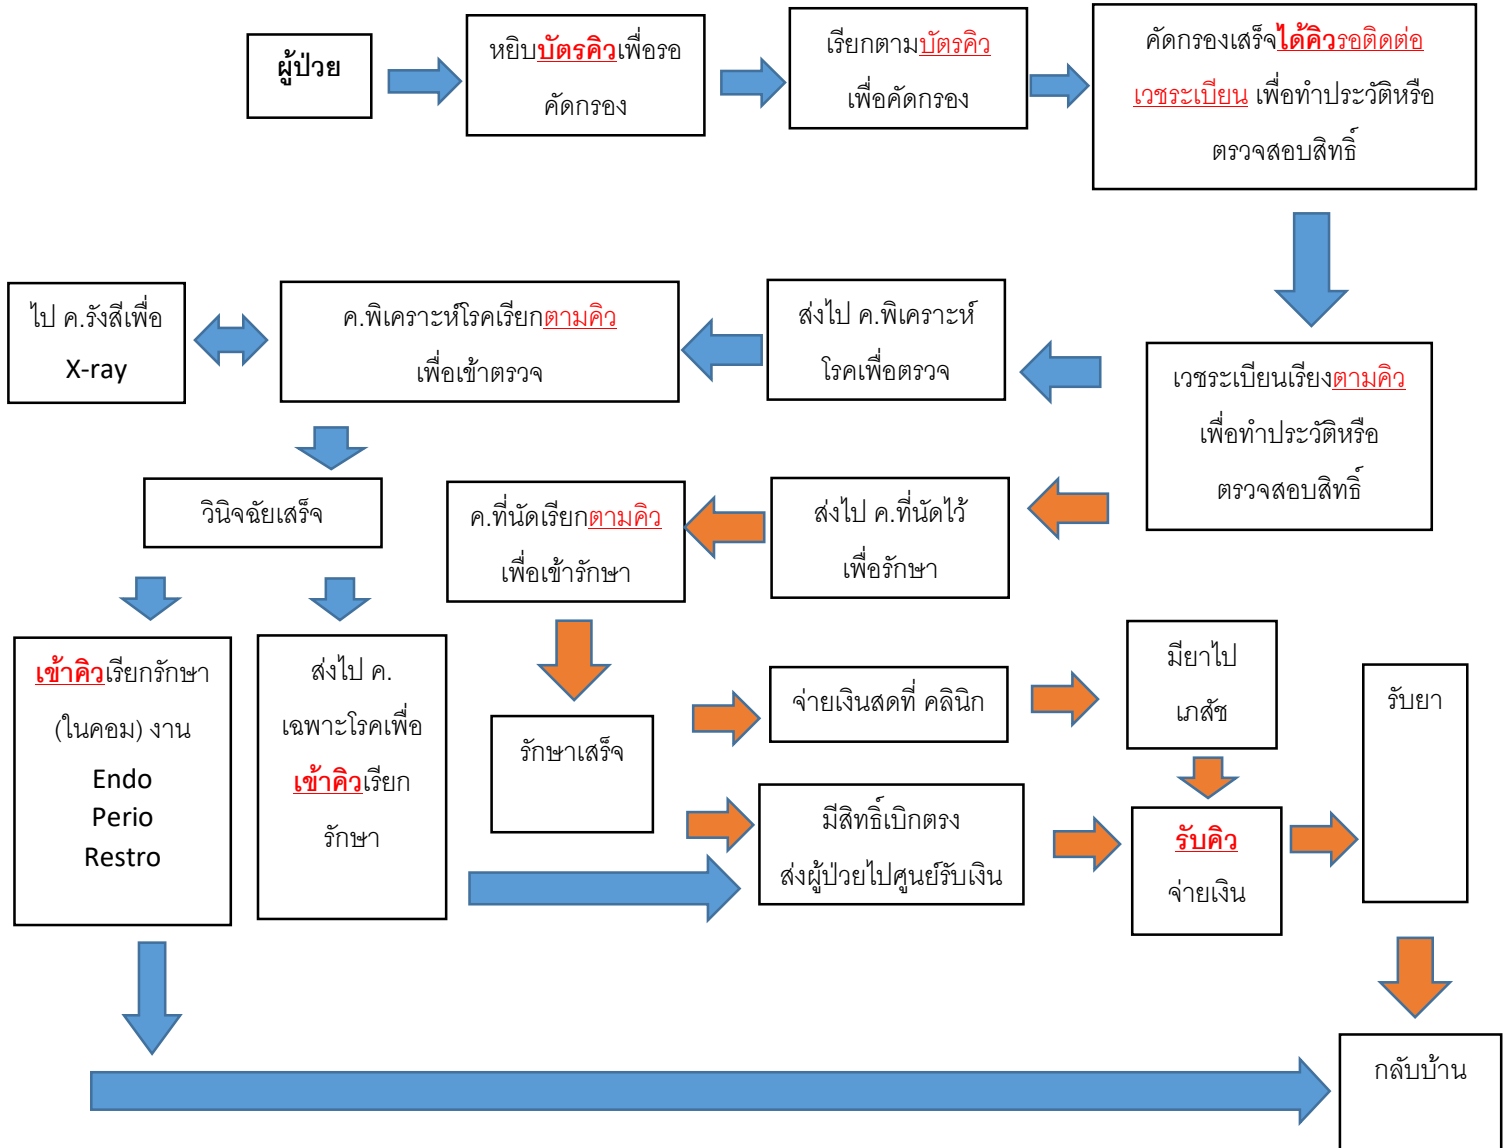 ผู้ป่วย
หยิบบัตรคิวเพื่อรอ
คัดกรอง
เรียกตามบัตรคิว
เพื่อคัดกรอง
คัดกรองเสร็จได้คิวรอติดต่อ
เวชระเบียน เพื่อทำประวัติหรือ
ตรวจสอบสิทธิ์
ไป ค.รังสีเพื่อ
X-ray
ค.พิเคราะห์โรคเรียกตามคิว
เพื่อเข้าตรวจ
ส่งไป ค.พิเคราะห์
โรคเพื่อตรวจ
เวชระเบียนเรียงตามคิว
เพื่อทำประวัติหรือ
ตรวจสอบสิทธิ์
วินิจฉัยเสร็จ
ค.ที่นัดเรียกตามคิว
เพื่อเข้ารักษา
ส่งไป ค.ที่นัดไว้
เพื่อรักษา
เข้าคิวเรียกรักษา
(ในคอม) งาน
Endo
Perio
Restro
ส่งไป ค.
เฉพาะโรคเพื่อ
เข้าคิวเรียก
รักษา
รักษาเสร็จ
จ่ายเงินสดที่ คลินิก
มียาไป
เภสัช
รับยา
มีสิทธิ์เบิกตรง
ส่งผู้ป่วยไปศูนย์รับเงิน
รับคิว
จ่ายเงิน
กลับบ้าน